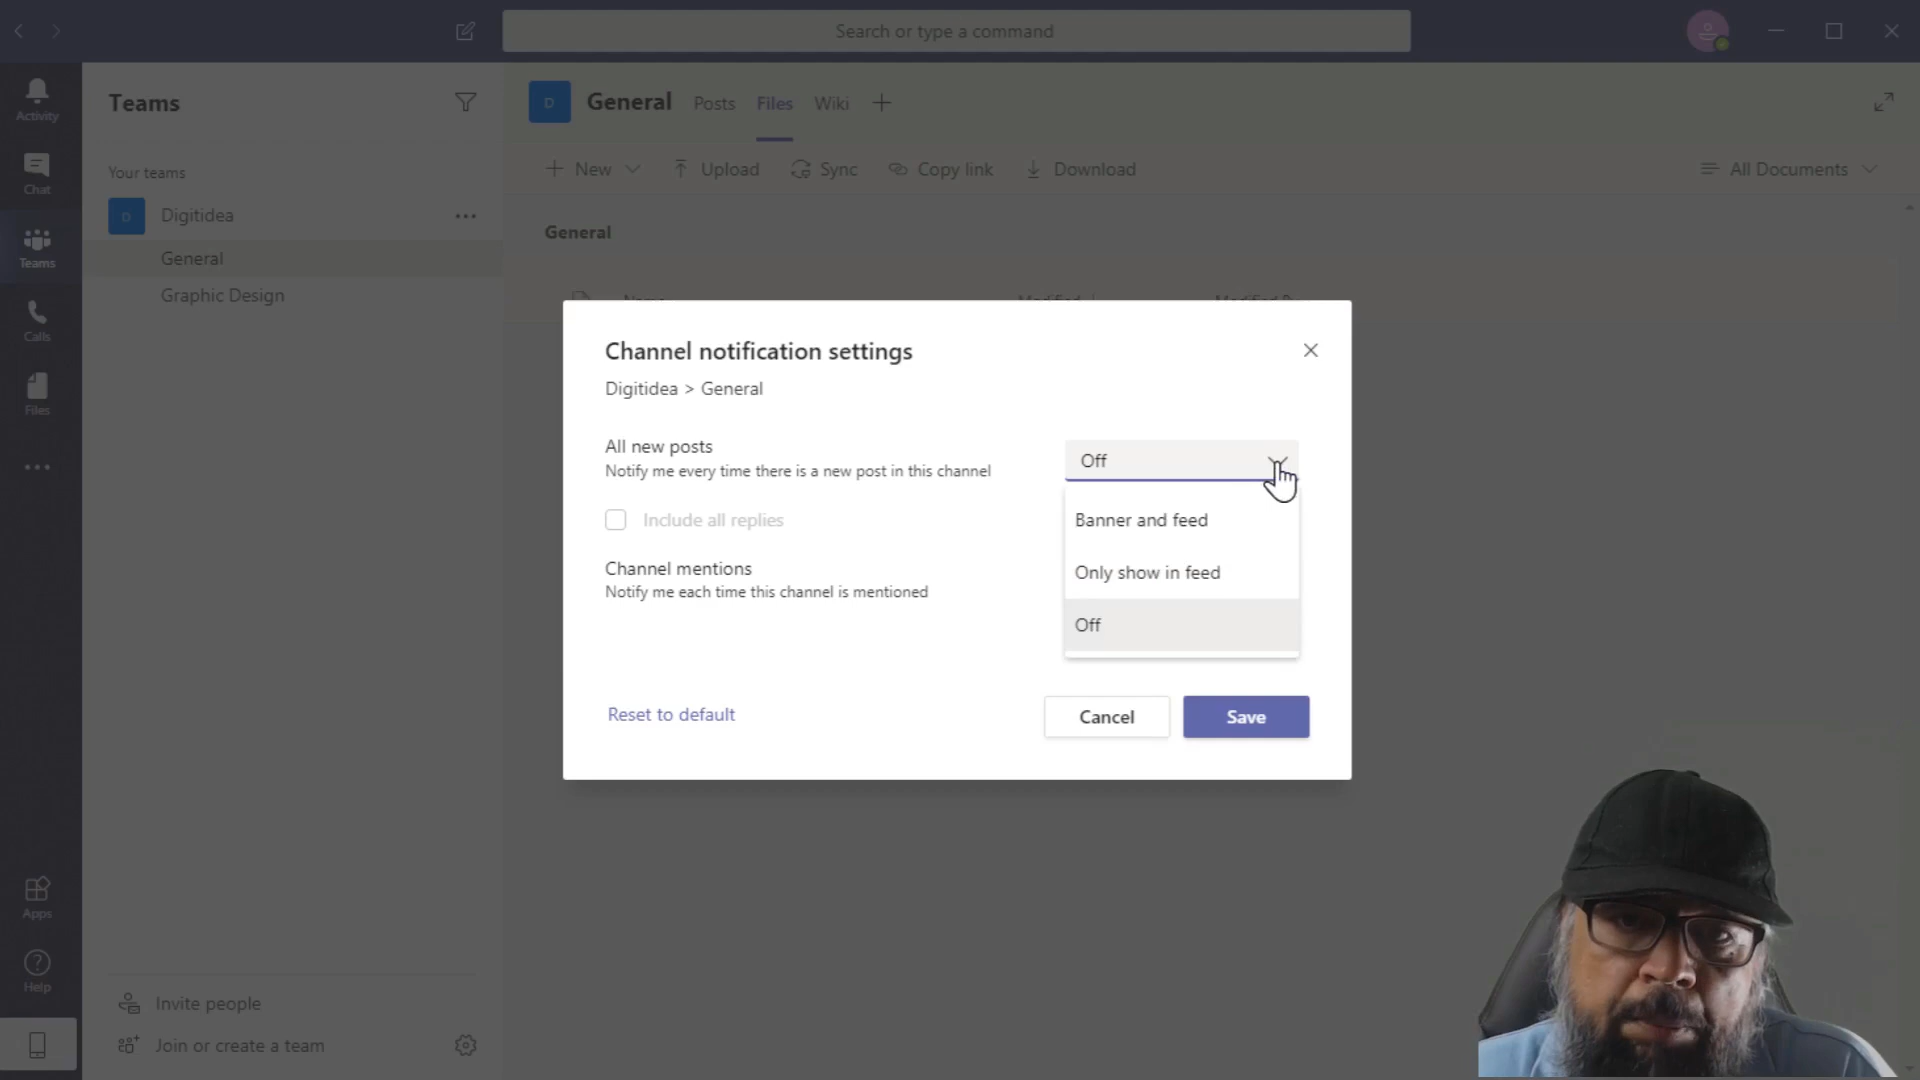 Search or type a command
Activity
Chat
Teams
Calls
Files
Apps
Help
Teams
Your teams
D Digitidea
General
Graphic Design
Invite people
Join or create a team
D General Posts Files Wiki
New Upload Sync Copy link Download All Documents
General
Name Modified Modified By
Channel notification settings
Digitidea > General
All new posts
Notify me every time there is a new post in this channel
Off
Include all replies
Banner and feed
Channel mentions
Notify me each time this channel is mentioned
Only show in feed
Off
Reset to default
Cancel
Save